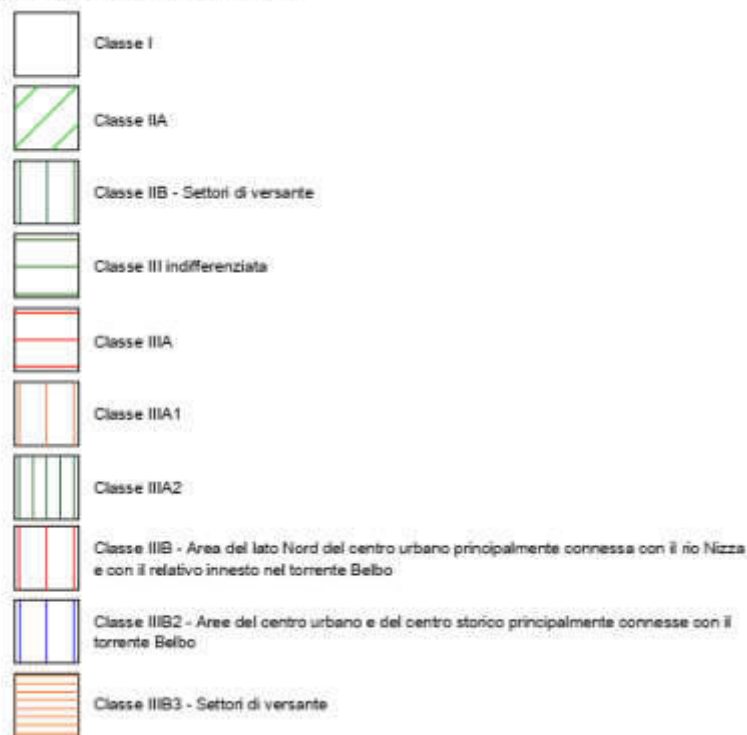 Classe I
Classe IIA
Classe IIB - Settori di versante
Classe III indifferenziata
Classe IIIA
Classe IIIA1
Classe IIIA2
Classe IIIB - Area del lato Nord del centro urbano principalmente connessa con il rio Nizza
e con il relativo innesto nel torrente Belbo
Classe IIIB2 - Aree del centro urbano e del centro storico principalmente connesse con il
torrente Belbo
Classe IIIB3 - Settori di versante